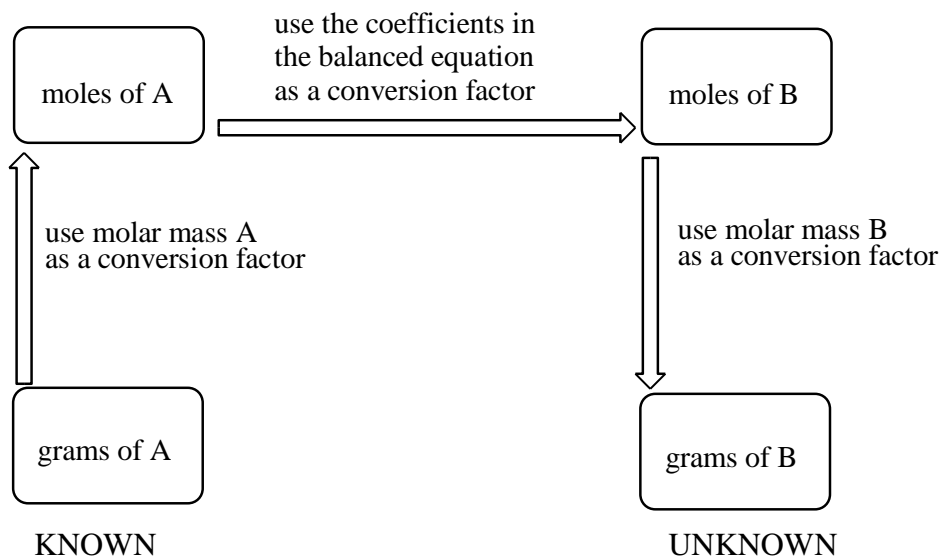 use the coefficients in
the balanced equation
as a conversion factor
moles of A
moles of B
use molar mass A
as a conversion factor
use molar mass B
as a conversion factor
grams of A
grams of B
KNOWN
UNKNOWN